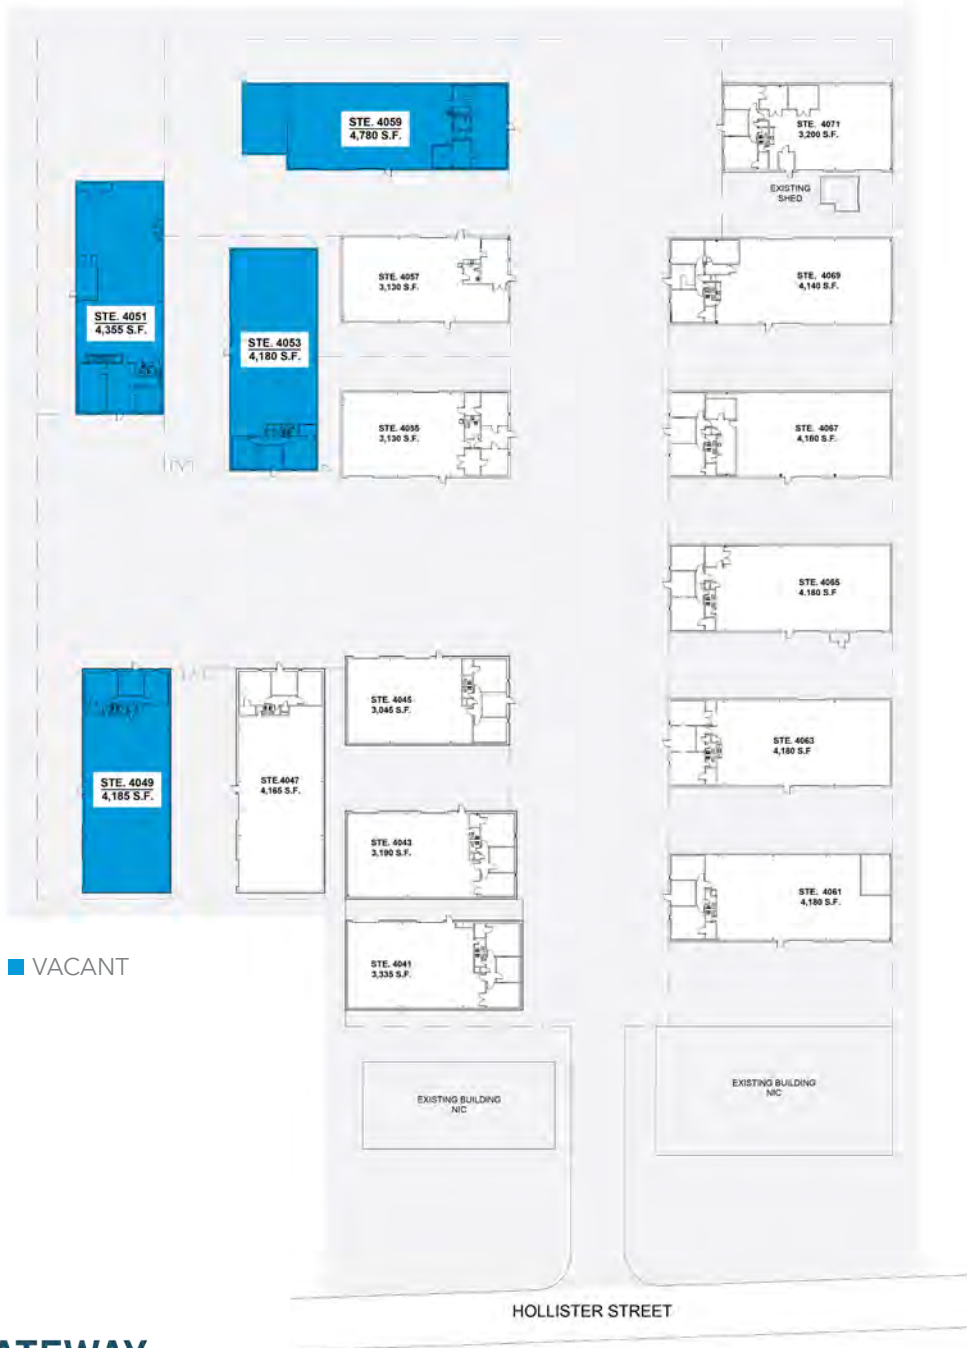 STE. 4059
4,780 S.F.
STE. 4071
3,200 S.F.
EXISTING
SHED
STE. 4057
3,130 S.F.
STE. 4069
4,140 S.F.
STE. 4051
4,355 S.F.
STE. 4053
4,180 S.F.
STE. 4055
3,130 S.F.
STE. 4067
4,160 S.F.
STE. 4065
4.180 S.F
STE. 4045
3,045 S.F.
STE. 4063
4,180 S.F
STE. 4049
4,185 S.F.
STE.4047
4,165 S.F.
STE. 4043
3,190 S.F.
STE. 4061
4,180 S.F.
STE. 4041
3,335 S.F.
VACANT
EXISTING BUILDING
NIC
EXISTING BUILDING
NIC
HOLLISTER STREET
ATEWAY